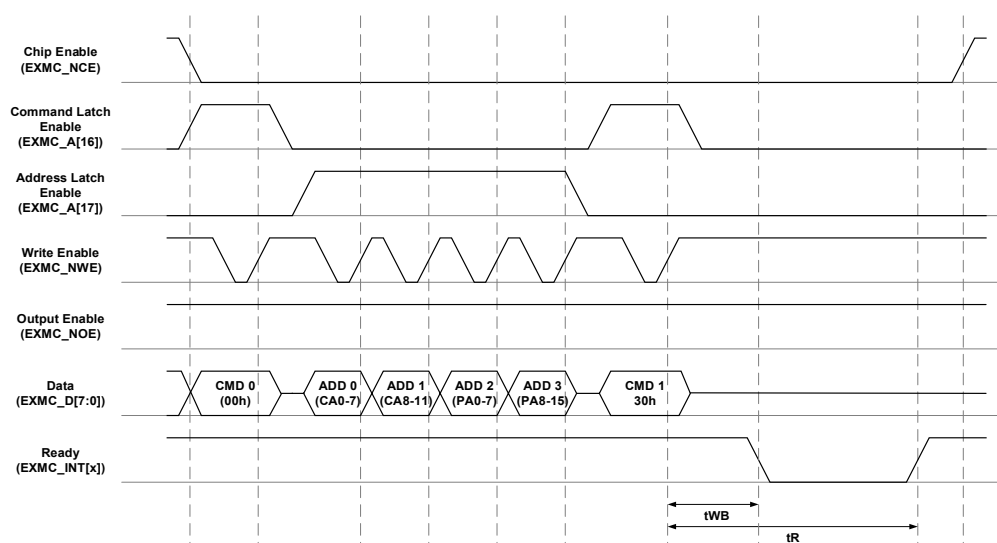 Chip Enable
(EXMC_NCE)
Command Latch
Enable
(EXMC_A[16])
Address Latch
Enable
(EXMC_A[17])
Write Enable
(EXMC_NWE)
Output Enable
(EXMC_NOE)
Data
(EXMC_D[7:0])
CMD 0
(00h)
ADD 0
(CA0-7)
ADD 1
(CA8-11)
ADD 2
(PA0-7)
ADD 3
(PA8-15)
CMD 1
30h
Ready
(EXMC_INT[x])
tWB
tR